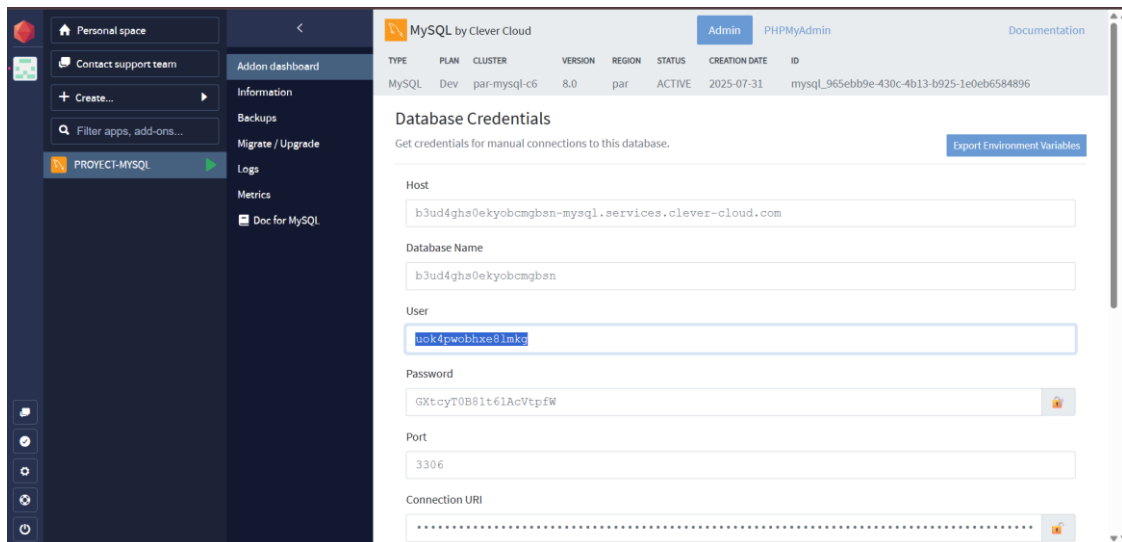 Personal space
Contact support team
Create...
Filter apps, add-ons...
PROYECT-MYSQL
Addon dashboard
Information
Backups
Migrate / Upgrade
Logs
Metrics
Doc for MySQL
MySQL by Clever Cloud
Admin PHPMyAdmin Documentation
TYPE PLAN CLUSTER VERSION REGION STATUS CREATION DATE ID
MySQL Dev par-mysql-c6 8.0 par ACTIVE 2025-07-31 mysql_965ebb9e-430c-4b13-b925-1e0eb6584896
Database Credentials
Get credentials for manual connections to this database.
Export Environment Variables
Host
b3ud4ghs0ekyobcmgbsn-mysql.services.clever-cloud.com
Database Name
b3ud4ghs0ekyobcmgbsn
User
uok4pwobhxe8lmkg
Password
Port
3306
Connection URI